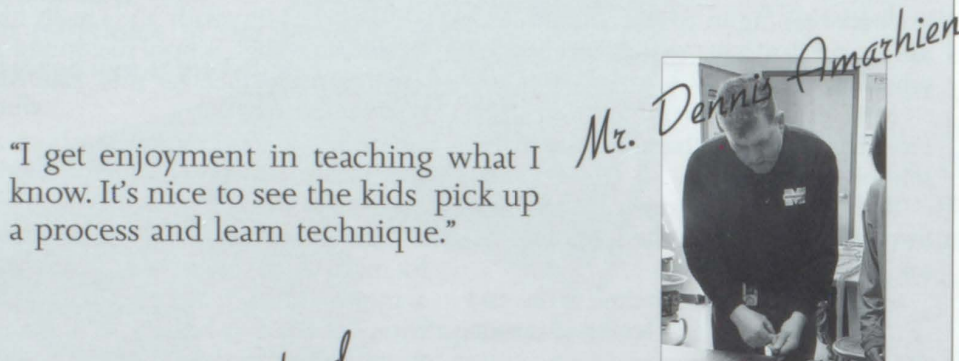 Mr. Dennis Amarhien
"I get enjoyment in teaching what I
know. It's nice to see the kids pick up
a process and learn technique."